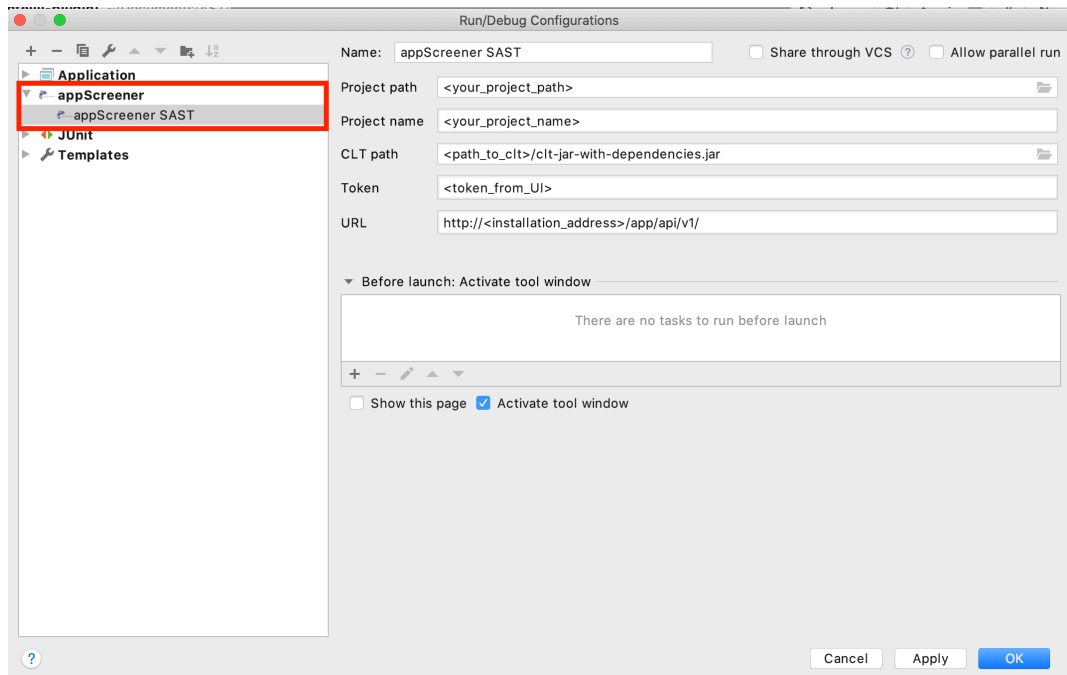 Run/Debug Configurations
Name: appScreener SAST Share through VCS ? Allow parallel run
Application
appScreener
appScreener SAST
JUnit
Templates
Project path <your_project_path>
Project name <your_project_name>
CLT path <path_to_clt>/clt-jar-with-dependencies.jar
Token <token_from_UI>
URL http://<installation_address>/app/api/v1/
Before launch: Activate tool window
There are no tasks to run before launch
Show this page Activate tool window
? Cancel Apply OK